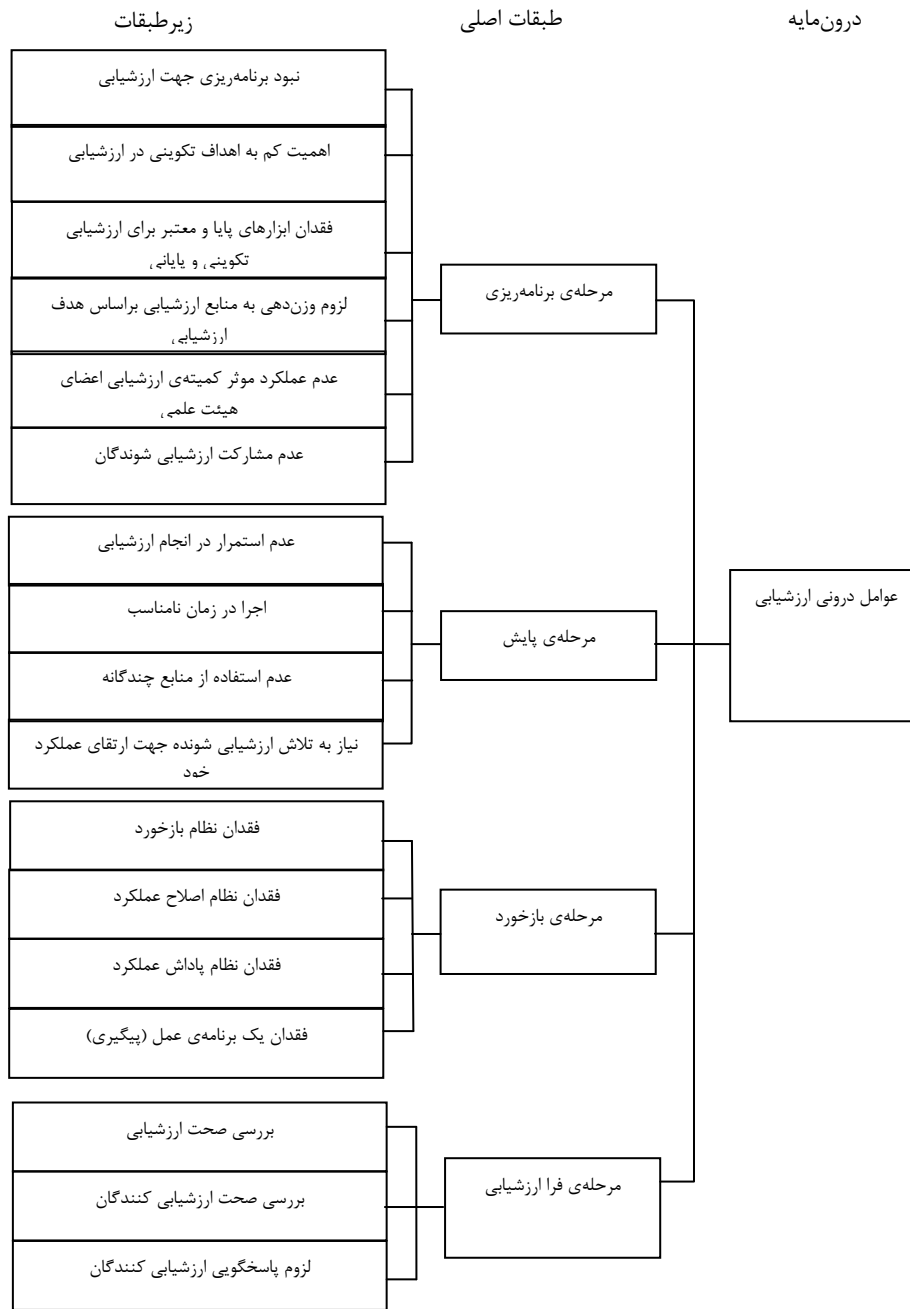 درون‌مایه
طبقات اصلی
زیرطبقات
عوامل درونی ارزشیابی
مرحله‌ی برنامه‌ریزی
نبود برنامه‌ریزی جهت ارزشیابی
اهمیت کم به اهداف تکوینی در ارزشیابی
فقدان ابزارهای پایا و معتبر برای ارزشیابی
تکوینی و پایانی
لزوم وزن‌دهی به منابع ارزشیابی براساس هدف
ارزشیابی
عدم عملکرد موثر کمیته‌ی ارزشیابی اعضای
هیئت علمی
عدم مشارکت ارزشیابی شوندگان
مرحله‌ی پایش
عدم استمرار در انجام ارزشیابی
اجرا در زمان نامناسب
عدم استفاده از منابع چندگانه
نیاز به تلاش ارزشیابی شونده جهت ارتقای عملکرد
خود
مرحله‌ی بازخورد
فقدان نظام بازخورد
فقدان نظام اصلاح عملکرد
فقدان نظام پاداش عملکرد
فقدان یک برنامه‌ی عمل (پیگیری)
مرحله‌ی فرا ارزشیابی
بررسی صحت ارزشیابی
بررسی صحت ارزشیابی کنندگان
لزوم پاسخگویی ارزشیابی کنندگان